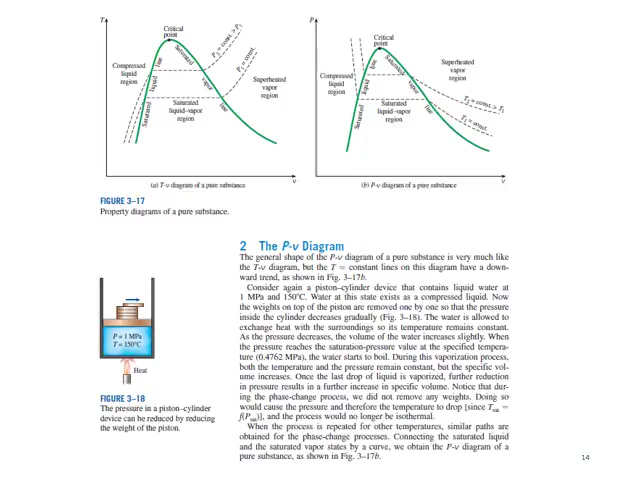 T
Critical
point
P₂ = const. > P₁
P₁ = const.
Compressed
liquid
region
Saturated
liquid
line
Saturated
vapor
line
Superheated
vapor
region
Saturated
liquid–vapor
region
v
(a) T-v diagram of a pure substance
P
Critical
point
Compressed
liquid
region
Saturated
liquid
line
Saturated
vapor
line
Superheated
vapor
region
T₂ = const. > T₁
T₁ = const.
Saturated
liquid–vapor
region
v
(b) P-v diagram of a pure substance
FIGURE 3–17
Property diagrams of a pure substance.
2 The P-v Diagram
The general shape of the P-v diagram of a pure substance is very much like
the T-v diagram, but the T = constant lines on this diagram have a down-
ward trend, as shown in Fig. 3–17b.
Consider again a piston–cylinder device that contains liquid water at
1 MPa and 150°C. Water at this state exists as a compressed liquid. Now
the weights on top of the piston are removed one by one so that the pressure
inside the cylinder decreases gradually (Fig. 3–18). The water is allowed to
exchange heat with the surroundings so its temperature remains constant.
As the pressure decreases, the volume of the water increases slightly. When
the pressure reaches the saturation-pressure value at the specified tempera-
ture (0.4762 MPa), the water starts to boil. During this vaporization process,
both the temperature and the pressure remain constant, but the specific vol-
ume increases. Once the last drop of liquid is vaporized, further reduction
in pressure results in a further increase in specific volume. Notice that dur-
ing the phase-change process, we did not remove any weights. Doing so
would cause the pressure and therefore the temperature to drop [since Tsat =
f(Psat)], and the process would no longer be isothermal.
When the process is repeated for other temperatures, similar paths are
obtained for the phase-change processes. Connecting the saturated liquid
and the saturated vapor states by a curve, we obtain the P-v diagram of a
pure substance, as shown in Fig. 3–17b.
P = 1 MPa
T = 150°C
Heat
FIGURE 3–18
The pressure in a piston–cylinder
device can be reduced by reducing
the weight of the piston.
14